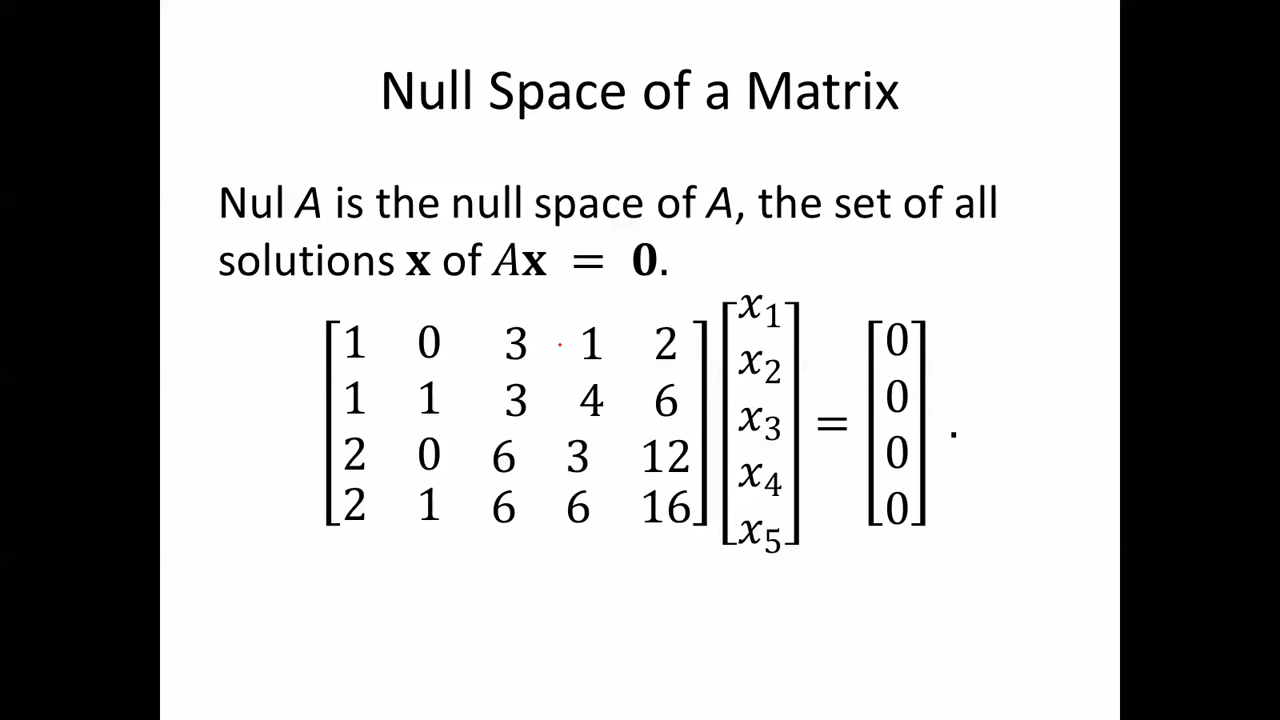 Null Space of a Matrix
Nul A is the null space of A, the set of all
solutions x of Ax = 0.
[1 0 3 1 2] [x₁] [0]
[1 1 3 4 6] [x₂] [0]
[2 0 6 3 12] [x₃] = [0] .
[2 1 6 6 16] [x₄] [0]
[x₅]